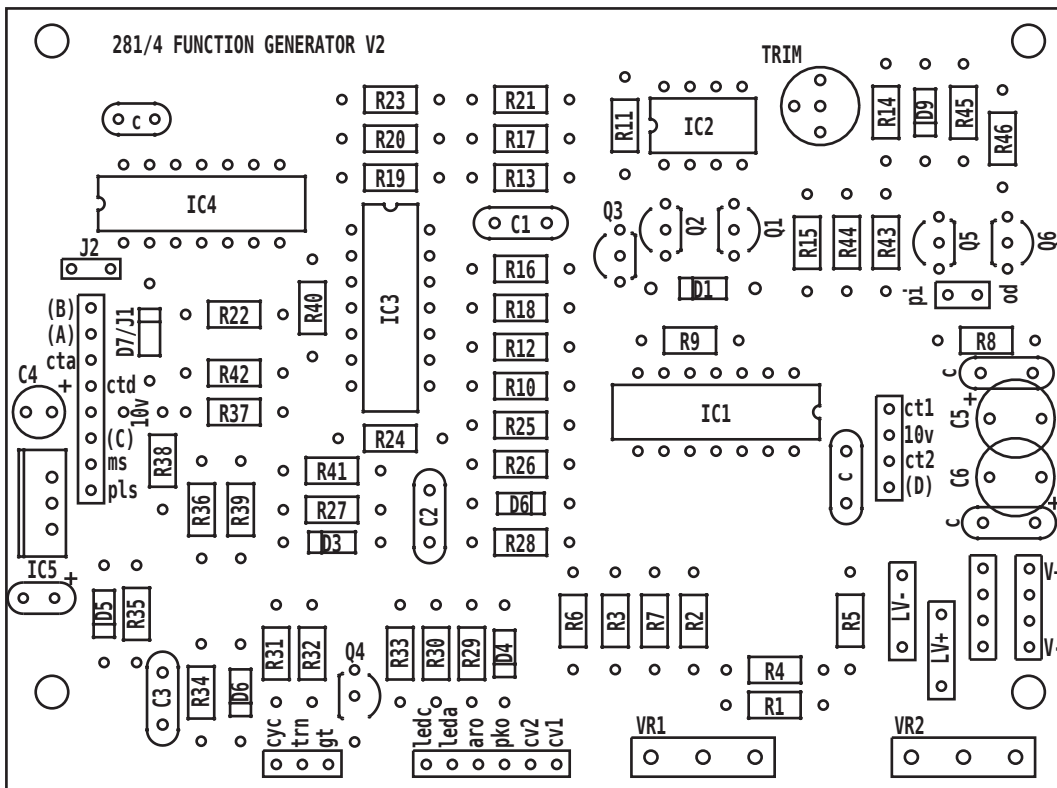 281/4 FUNCTION GENERATOR V2
TRIM
R23
R21
R11
IC2
R14
D9
R45
R46
c
R20
R17
R19
R13
IC4
Q3
Q2
Q1
R15
R44
R43
Q5
Q6
C1
J2
R16
D1
pi
od
(B)
(A)
cta
ctd
10v
(C)
ms
pls
D7/J1
R22
R40
IC3
R18
R9
R8
R12
C4
+
R42
R10
c
R37
IC1
C5
+
ct1
10v
ct2
(D)
R25
R24
R38
R41
R26
c
C6
+
R36
R39
R27
C2
D6
c
D3
R28
IC5
+
D5
R35
R6
R3
R7
R2
R5
LV-
LV+
V-
V+
R31
R32
Q4
R33
R30
R29
D4
C3
R34
D6
R4
R1
cyc
trn
gt
ledc
leda
aro
pko
cv2
cv1
VR1
VR2